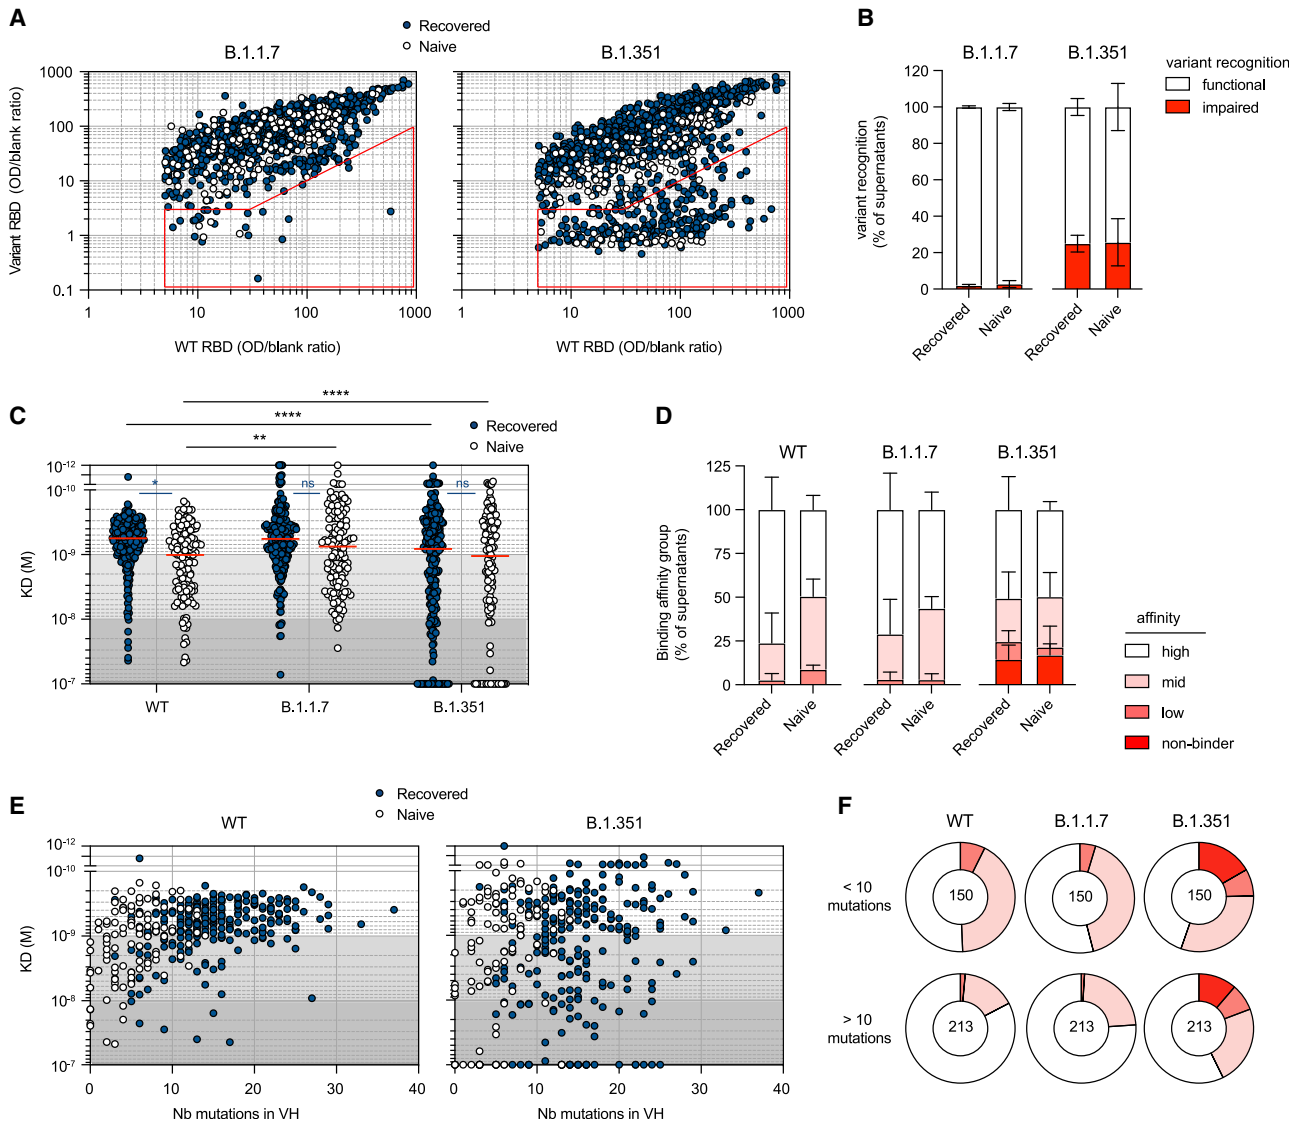 A
Recovered
Naive
B.1.1.7
B.1.351
Variant RBD (OD/blank ratio)
1000
100
10
1
0.1
1
10
100
1000
1
10
100
1000
WT RBD (OD/blank ratio)
WT RBD (OD/blank ratio)
B
B.1.1.7
B.1.351
variant recognition
functional
impaired
variant recognition
(% of supernatants)
120
100
80
60
40
20
0
Recovered
Naive
Recovered
Naive
C
****
****
**
Recovered
Naive
*
ns
ns
KD (M)
10-12
10-10
10-9
10-8
10-7
WT
B.1.1.7
B.1.351
D
WT
B.1.1.7
B.1.351
Binding affinity group
(% of supernatants)
125
100
75
50
25
0
Recovered
Naive
Recovered
Naive
Recovered
Naive
affinity
high
mid
low
non-binder
E
Recovered
Naive
WT
B.1.351
KD (M)
10-12
10-10
10-9
10-8
10-7
0
10
20
30
40
0
10
20
30
40
Nb mutations in VH
Nb mutations in VH
F
WT
B.1.1.7
B.1.351
< 10
mutations
150
150
150
> 10
mutations
213
213
213